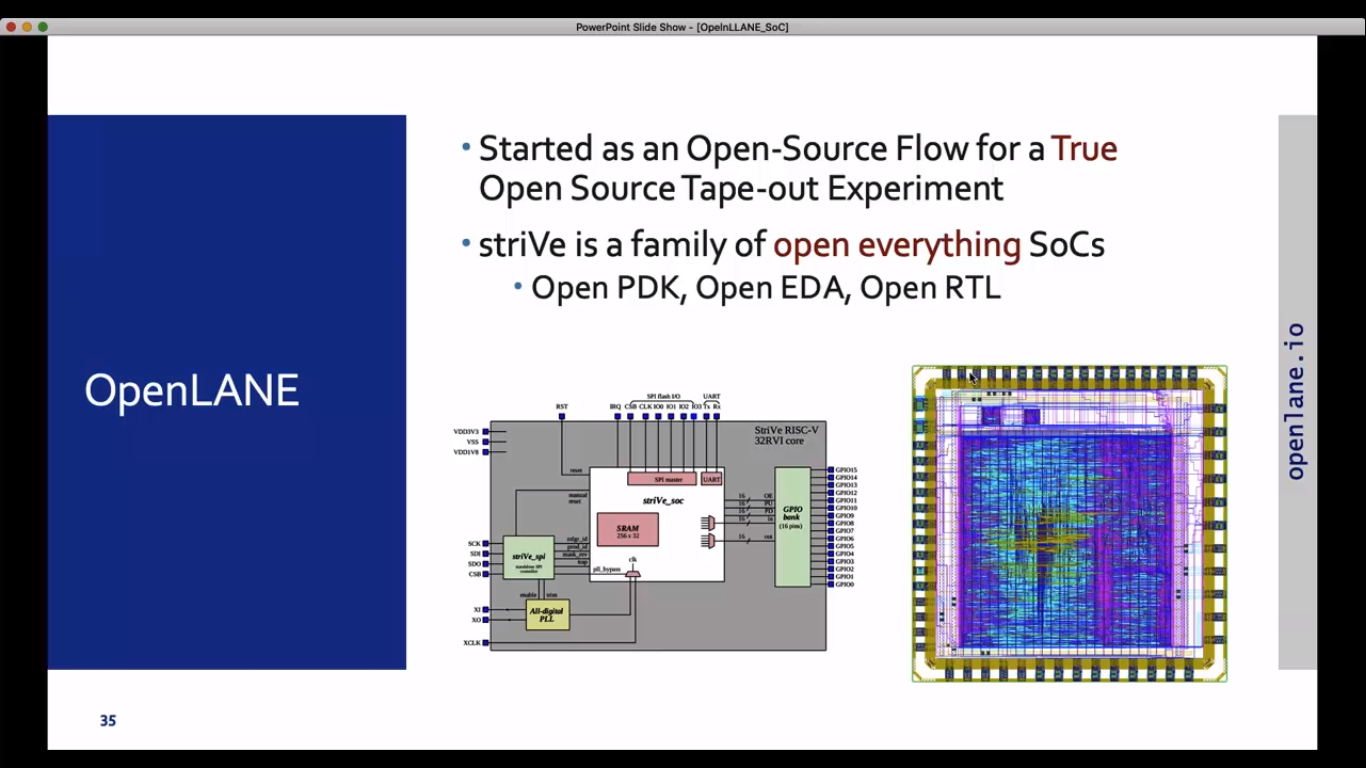 PowerPoint Slide Show - [OpeInLLANE_SoC]
• Started as an Open-Source Flow for a True
Open Source Tape-out Experiment
• striVe is a family of open everything SoCs
• Open PDK, Open EDA, Open RTL
OpenLANE
openlane.io
SPI flash I/O
UART
RST
IRQ CSB CLK IO0 IO1 IO2 IO3 Tx Rx
StriVe RISC-V
32RVI core
VDD3V3
VSS
VDD1V8
reset
SPI master
UART
manual
reset
striVe_soc
SRAM
256 x 32
16 OE
16 PU
16 PD
16 in
16 out
GPIO
bank
(16 pins)
GPIO15
GPIO14
GPIO13
GPIO12
GPIO11
GPIO10
GPIO9
GPIO8
GPIO7
GPIO6
GPIO5
GPIO4
GPIO3
GPIO2
GPIO1
GPIO0
SCK
SDI
SDO
CSB
striVe_spi
standalone SPI
controller
prod_id
mask_rev
trap
clk
pll_bypass
enable
trim
All-digital
PLL
XI
XO
XCLK
35